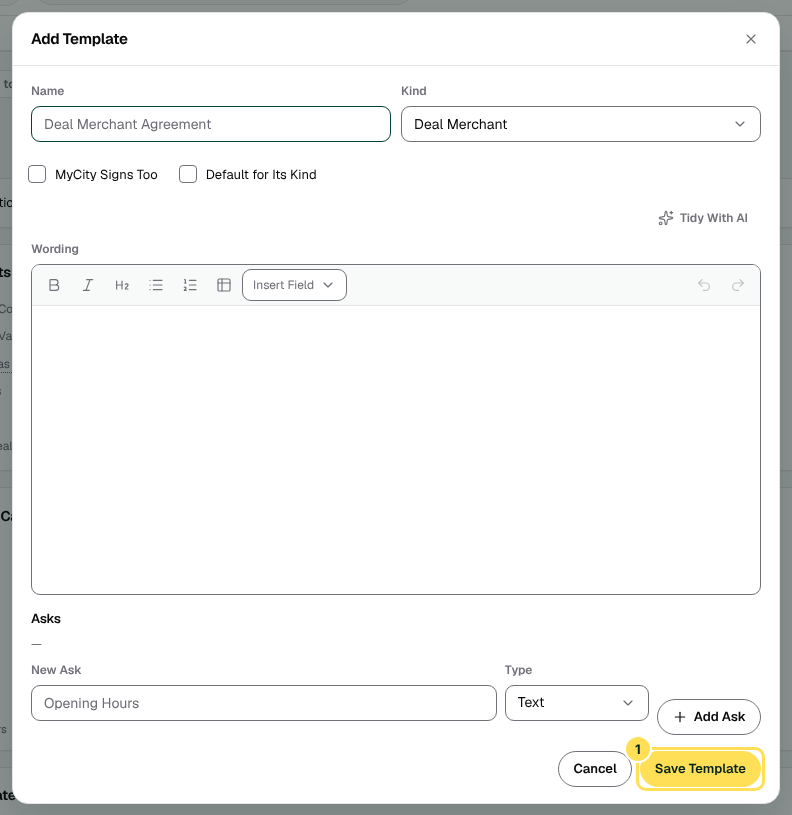 Add Template
Name
Kind
Deal Merchant Agreement
Deal Merchant
MyCity Signs Too
Default for Its Kind
Tidy With AI
Wording
B I H2
Insert Field
Asks
—
New Ask
Type
Opening Hours
Text
+ Add Ask
1
Cancel
Save Template